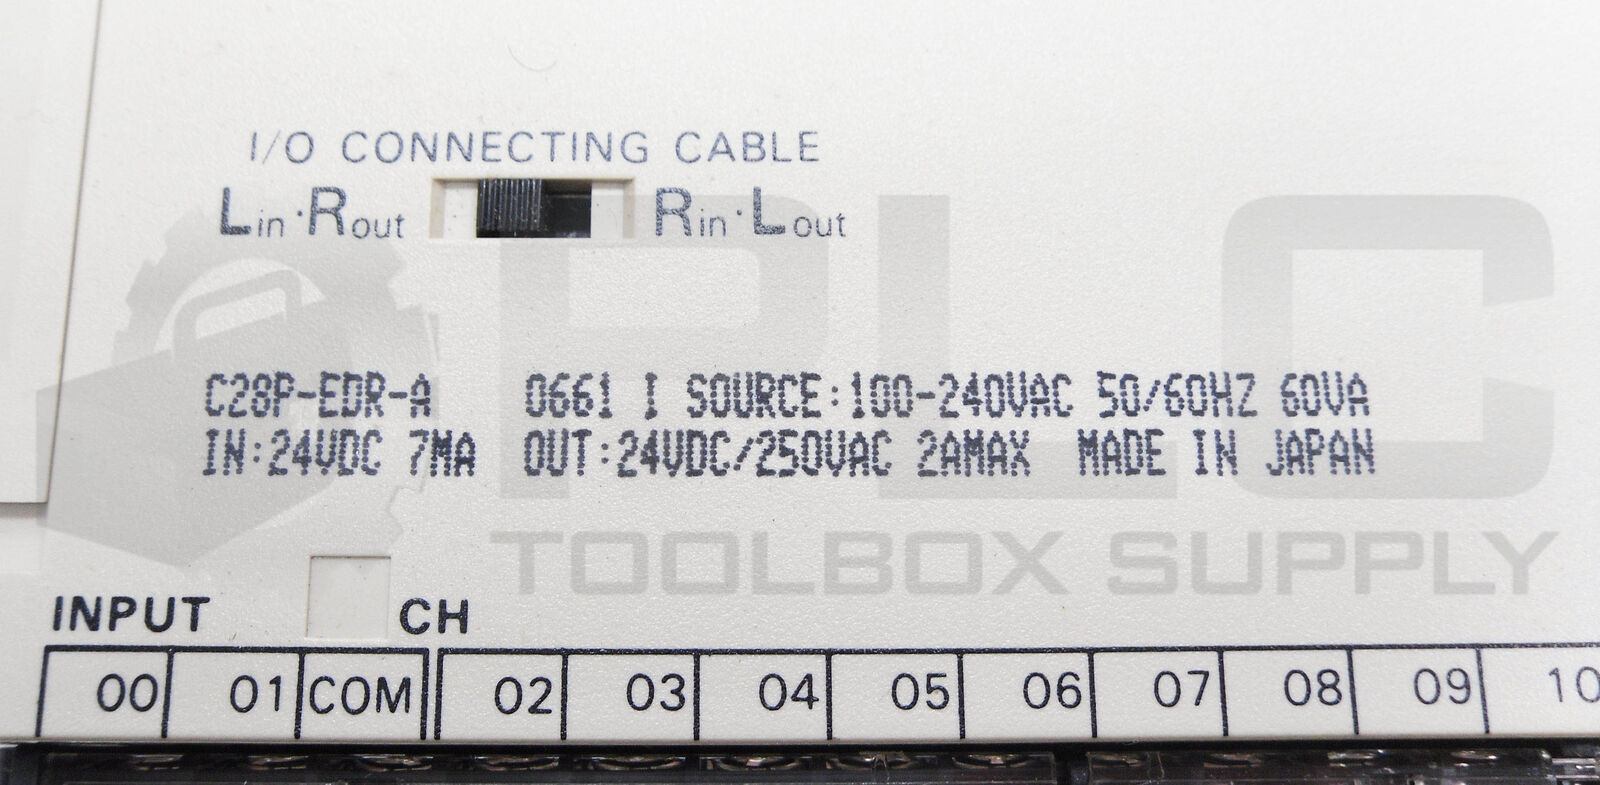 I/O CONNECTING CABLE
Lin·Rout Rin·Lout
C28P-EDR-A 0661 I SOURCE:100-240VAC 50/60HZ 60VA
IN:24VDC 7MA OUT:24VDC/250VAC 2AMAX MADE IN JAPAN
PLC
TOOLBOX SUPPLY
INPUT CH
00 01 COM 02 03 04 05 06 07 08 09 10